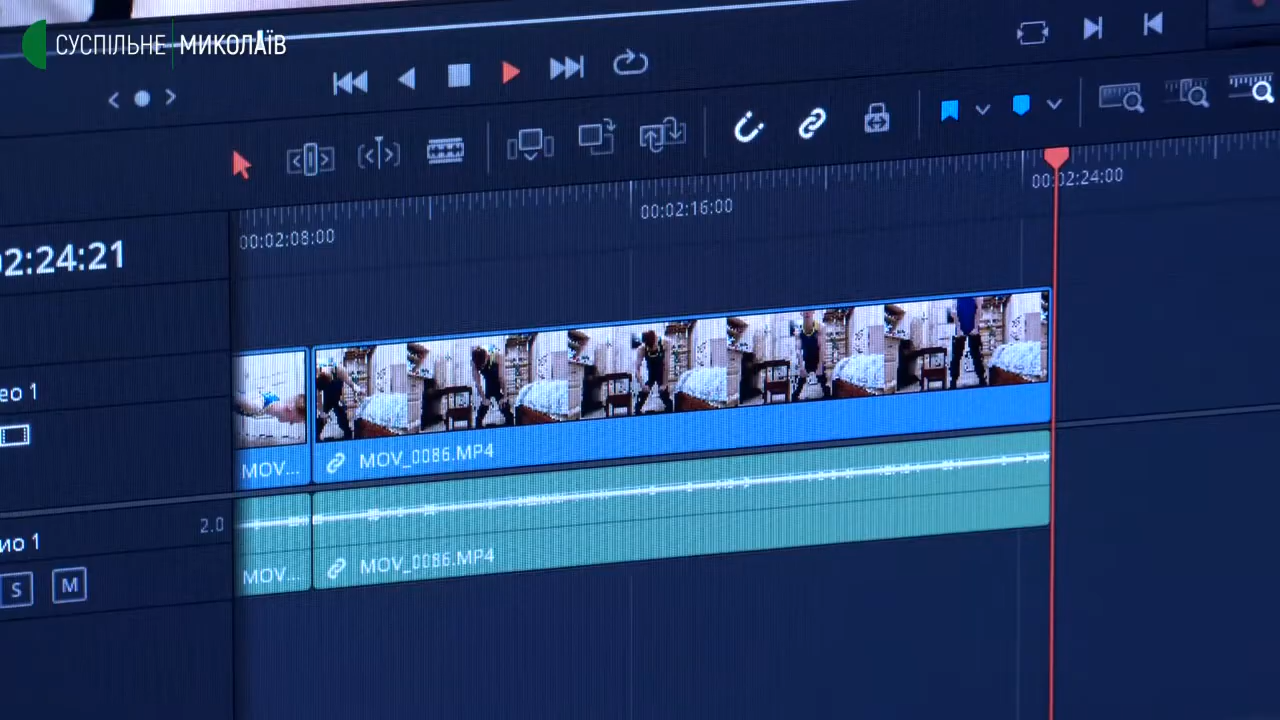 СУСПІЛЬНЕ МИКОЛАЇВ
00:02:24:00
00:02:16:00
00:02:08:00
02:24:21
ео 1
MOV...
MOV_0086.MP4
2.0
ио 1
MOV...
MOV_0086.MP4
S M